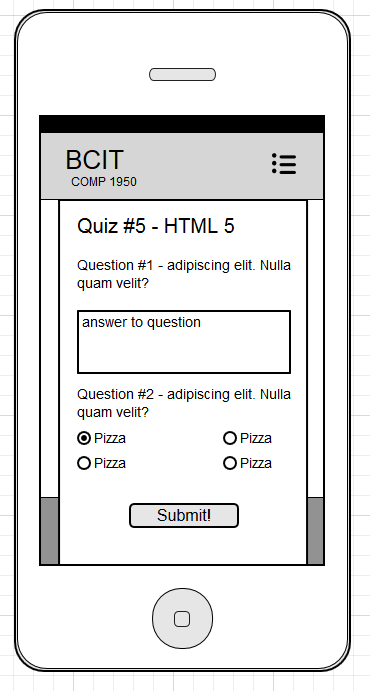 BCIT
COMP 1950
Quiz #5 - HTML 5
Question #1 - adipiscing elit. Nulla
quam velit?
answer to question
Question #2 - adipiscing elit. Nulla
quam velit?
Pizza Pizza
Pizza Pizza
Submit!